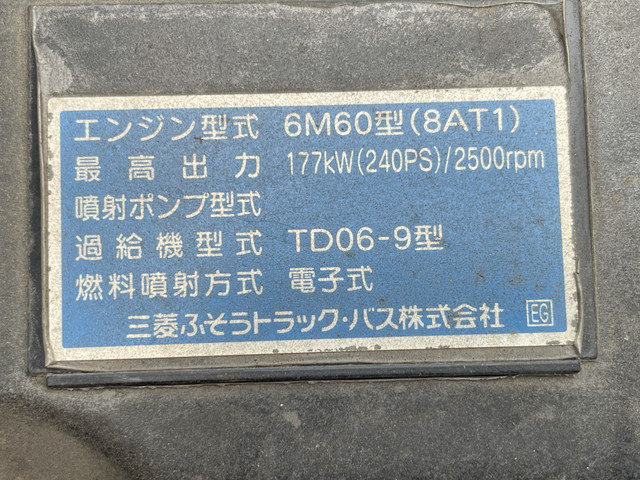 エンジン型式 6M60型(8AT1)
最高出力 177kW(240PS)/2500rpm
噴射ポンプ型式
過給機型式 TD06-9型
燃料噴射方式 電子式
三菱ふそうトラック・バス株式会社 EG